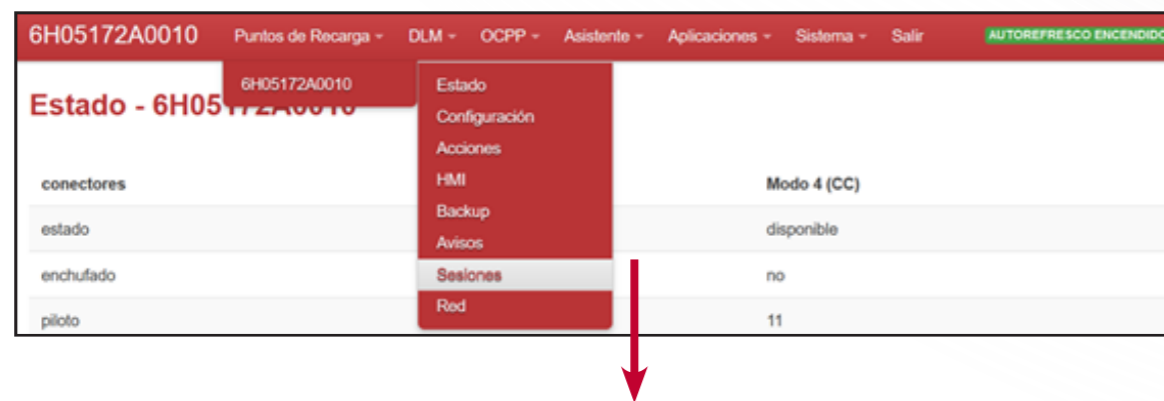 6H05172A0010 Puntos de Recarga DLM OCPP Asistente Aplicaciones Sistema Salir AUTOREFRESCO ENCENDIDO
6H05172A0010
Estado
Configuración
Acciones
HMI
Backup
Avisos
Sesiones
Red
Estado - 6H05172A0010
conectores Modo 4 (CC)
estado disponible
enchufado no
piloto 11